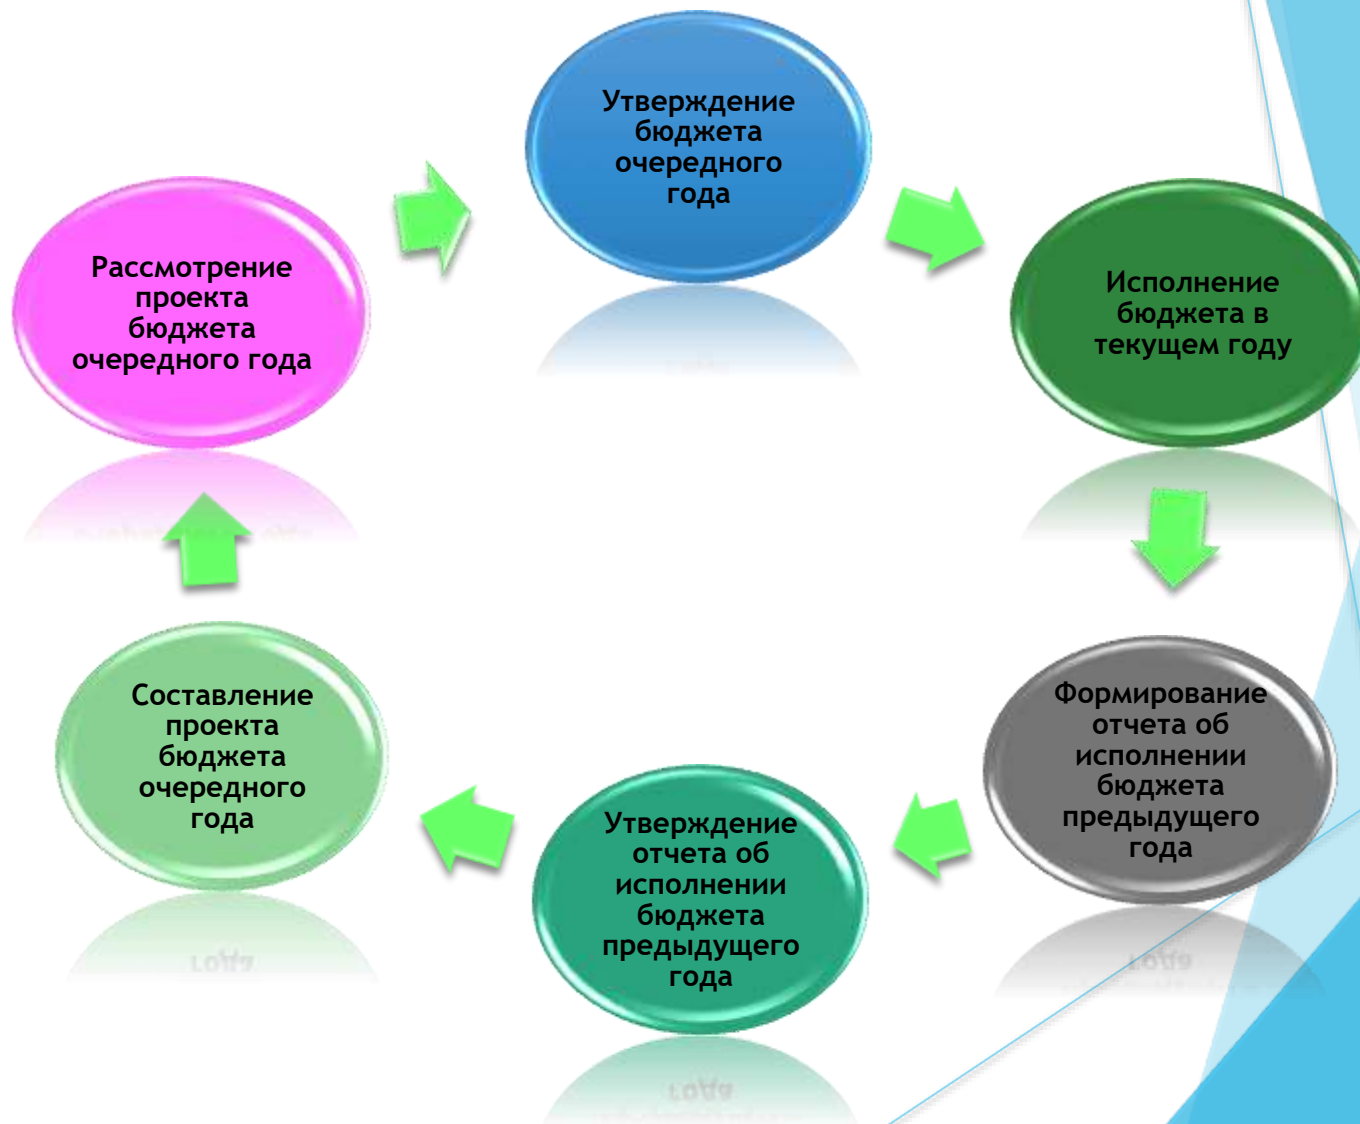 Утверждение
бюджета
очередного
года
Рассмотрение
проекта
бюджета
очередного года
Исполнение
бюджета в
текущем году
Составление
проекта
бюджета
очередного
года
Формирование
отчета об
исполнении
бюджета
предыдущего
года
Утверждение
отчета об
исполнении
бюджета
предыдущего
года